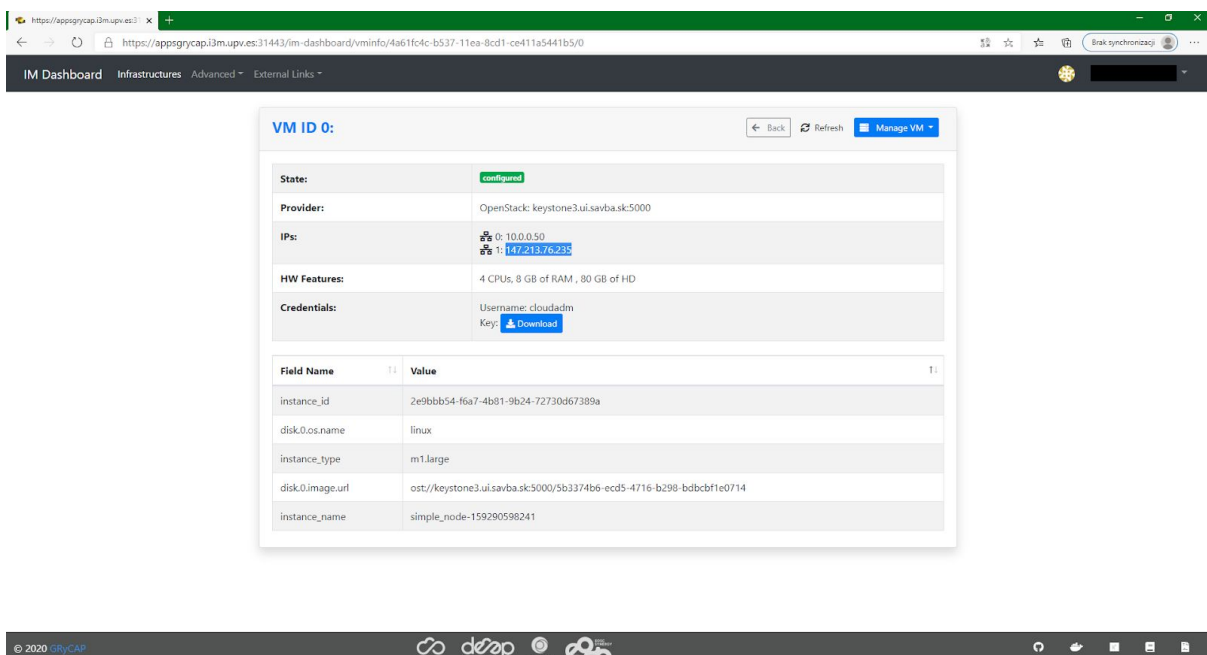 https://appsgrycap.i3m.upv.es:3
https://appsgrycap.i3m.upv.es:31443/im-dashboard/vminfo/4a61fc4c-b537-11ea-8cd1-ce411a5441b5/0
Brak synchronizacji
IM Dashboard Infrastructures Advanced External Links
VM ID 0:
Back Refresh Manage VM
State: configured
Provider: OpenStack: keystone3.ui.savba.sk:5000
IPs: 0: 10.0.0.50
1: 147.213.76.235
HW Features: 4 CPUs, 8 GB of RAM , 80 GB of HD
Credentials: Username: cloudadm
Key: Download
Field Name Value
instance_id 2e9bbb54-f6a7-4b81-9b24-72730d67389a
disk.0.os.name linux
instance_type m1.large
disk.0.image.url ost://keystone3.ui.savba.sk:5000/5b3374b6-ecd5-4716-b298-bdbcbf1e0714
instance_name simple_node-159290598241
© 2020 GRyCAP deep